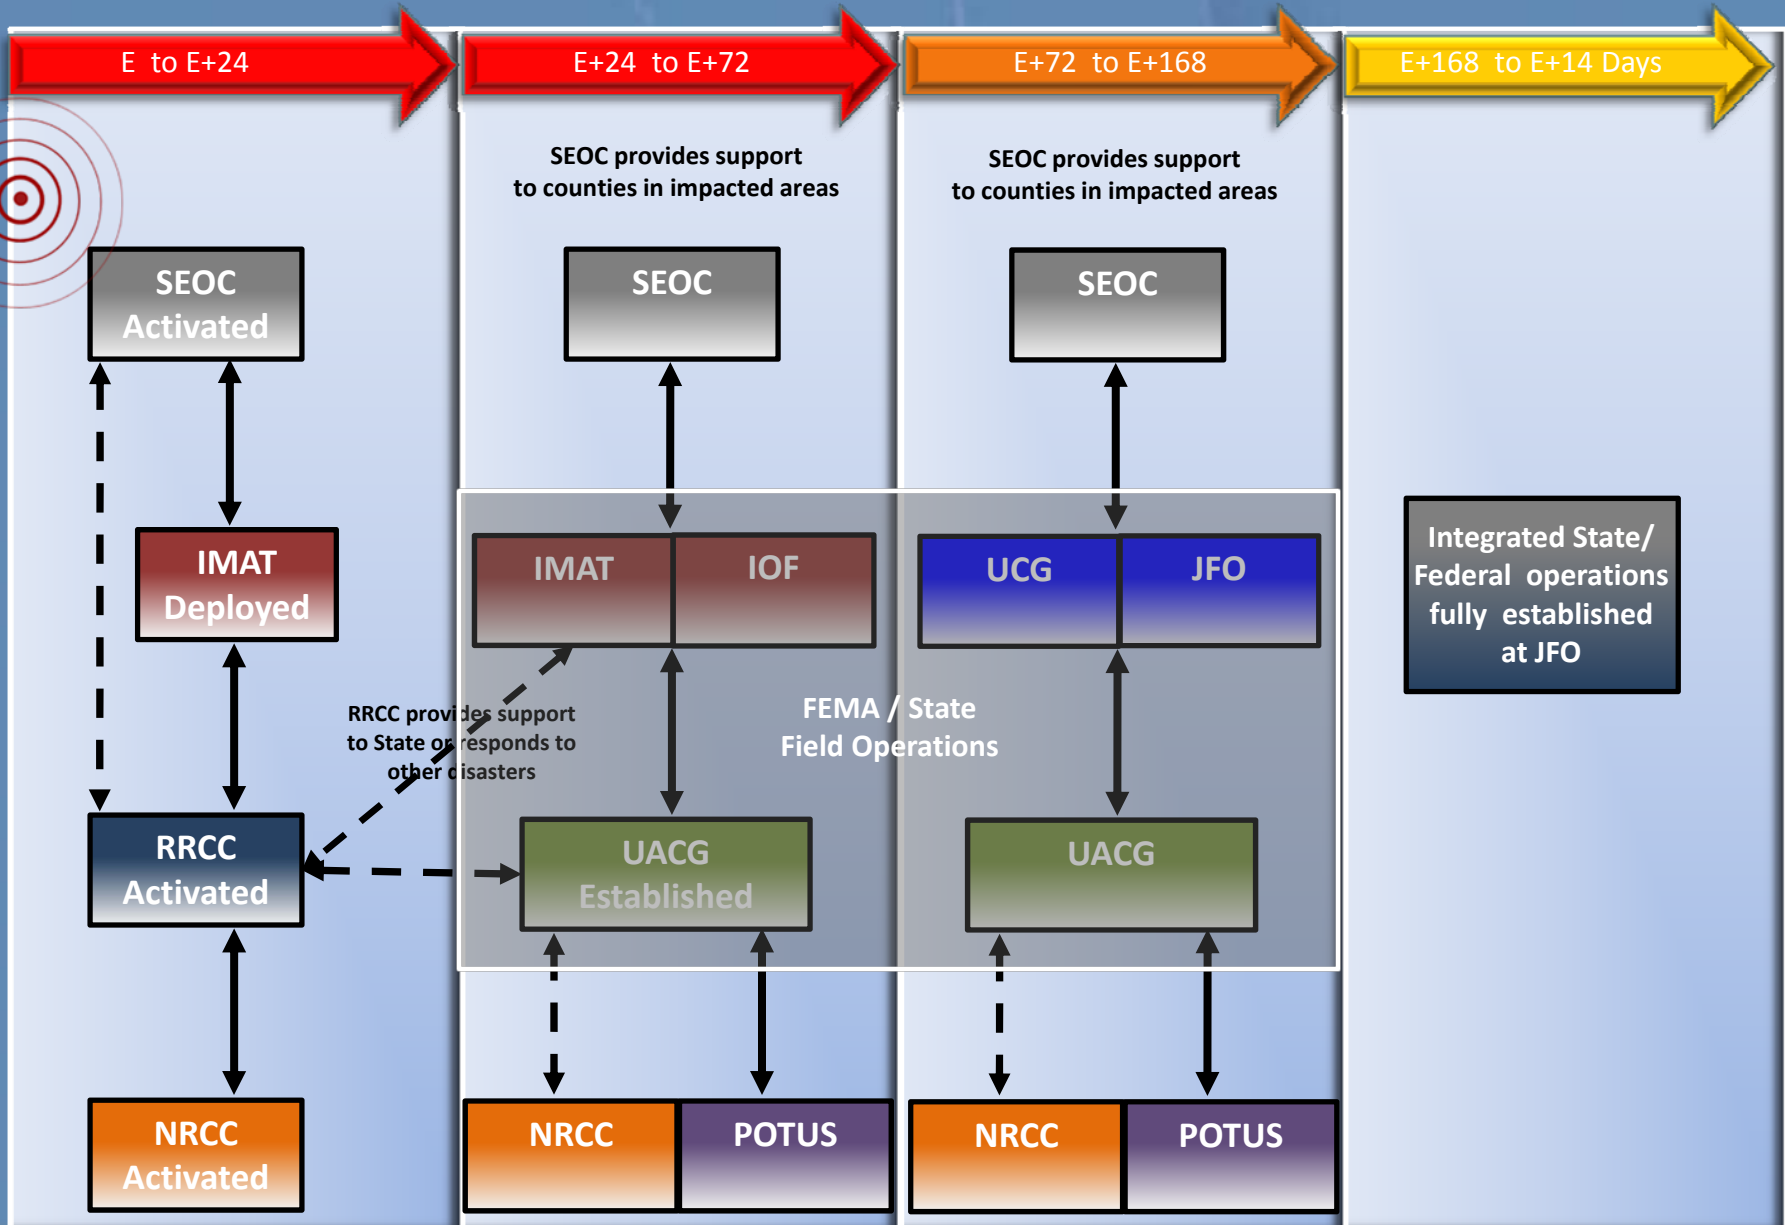 E to E+24
E+24 to E+72
E+72 to E+168
E+168 to E+14 Days
SEOC
Activated
IMAT
Deployed
RRCC
Activated
NRCC
Activated
RRCC provides support
to State or responds to
other disasters
SEOC provides support
to counties in impacted areas
SEOC
IMAT
IOF
UACG
Established
NRCC
POTUS
FEMA / State
Field Operations
SEOC provides support
to counties in impacted areas
SEOC
UCG
JFO
UACG
NRCC
POTUS
Integrated State/
Federal operations
fully established
at JFO